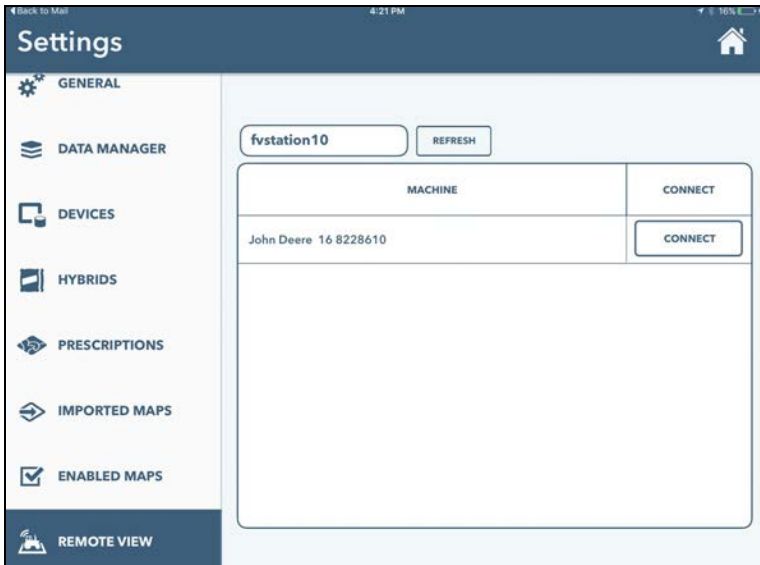 Back to Mail 4:21 PM 16%
Settings
GENERAL
DATA MANAGER
DEVICES
HYBRIDS
PRESCRIPTIONS
IMPORTED MAPS
ENABLED MAPS
REMOTE VIEW
fvstation10 REFRESH
MACHINE CONNECT
John Deere 16 8228610 CONNECT